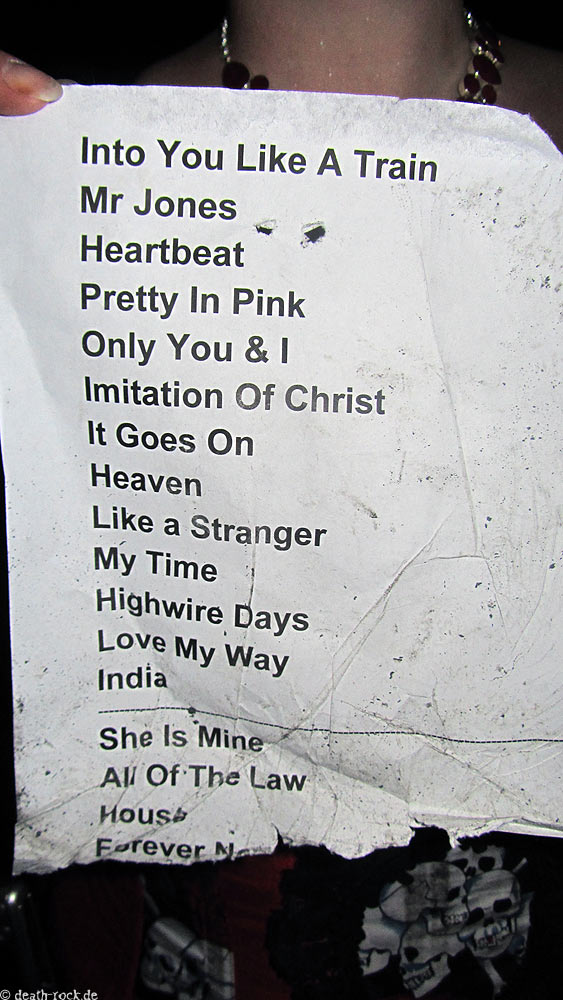 Into You Like A Train
Mr Jones
Heartbeat
Pretty In Pink
Only You & I
Imitation Of Christ
It Goes On
Heaven
Like a Stranger
My Time
Highwire Days
Love My Way
India
She Is Mine
All Of The Law
House
Forever
© death-rock.de